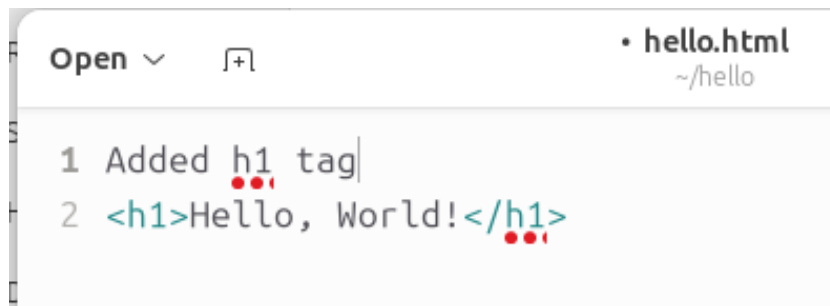 Open
• hello.html
~/hello
1 Added h1 tag
2 <h1>Hello, World!</h1>